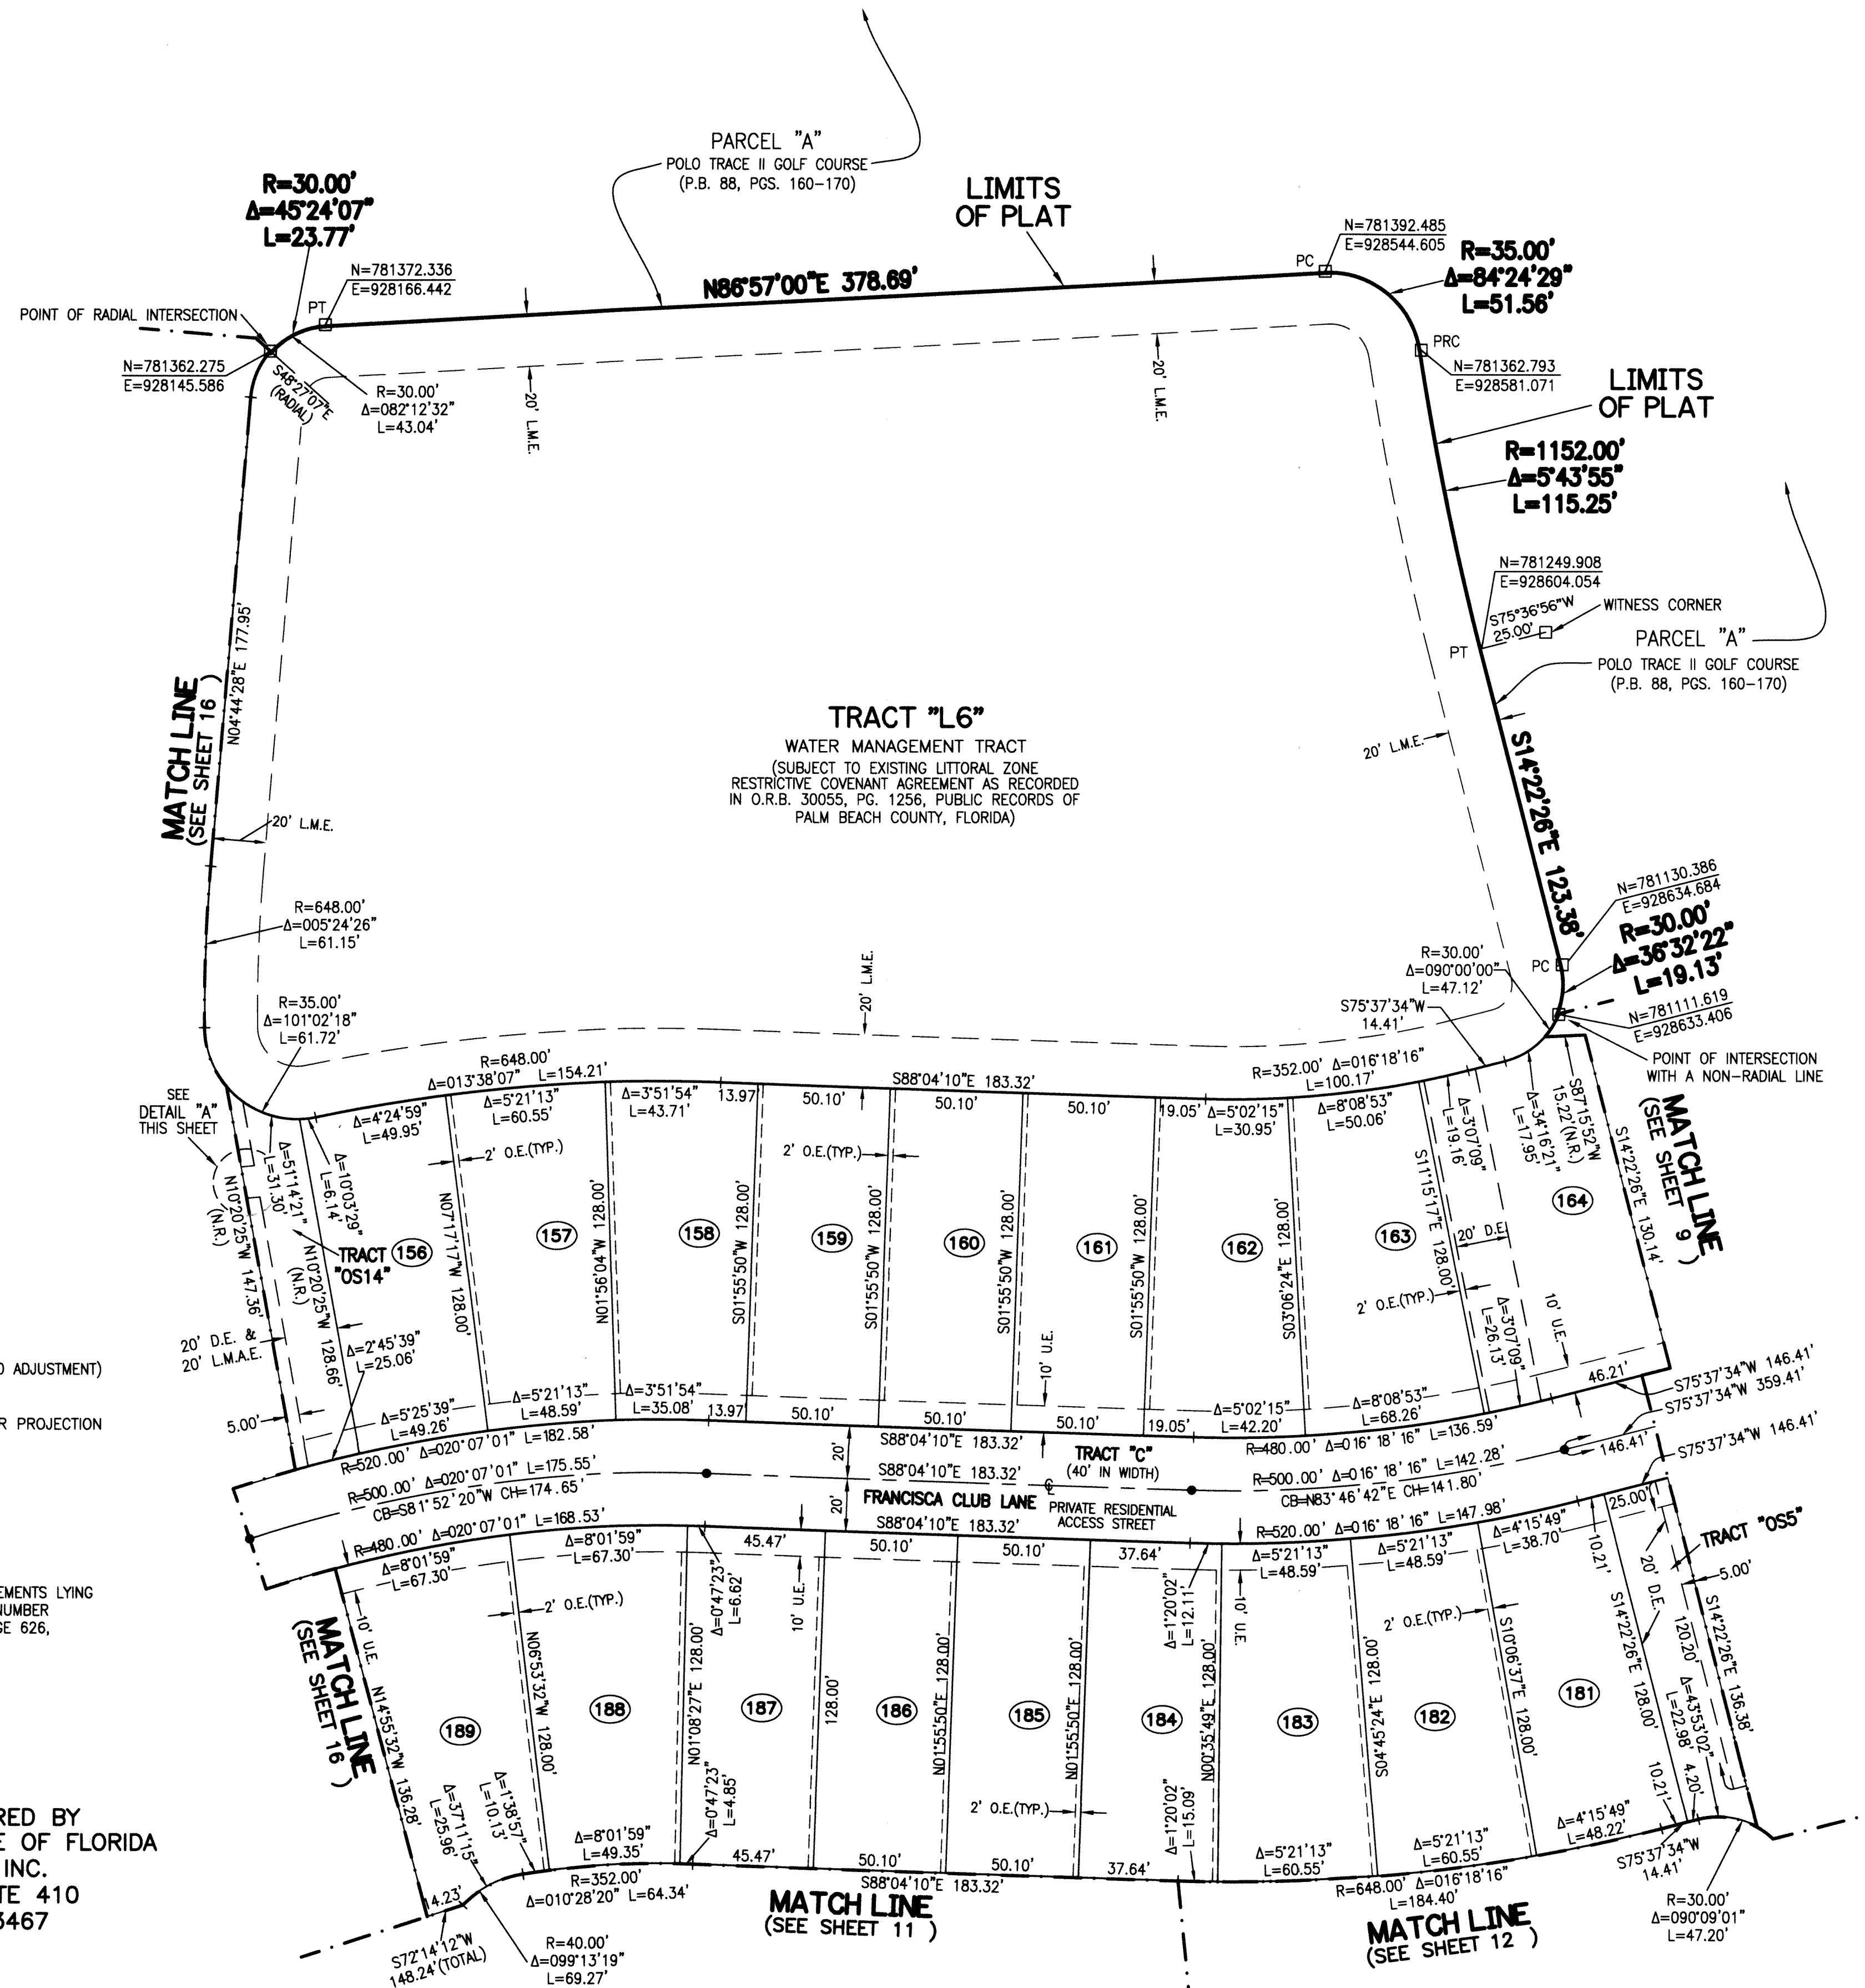 PARCEL "A"
POLO TRACE II GOLF COURSE
(P.B. 88, PGS. 160-170)
LIMITS
OF PLAT
R=30.00'
Δ=45°24'07"
L=23.77'
N=781372.336
E=928166.442
PT
POINT OF RADIAL INTERSECTION
N=781362.275
E=928145.586
S48°27'07"E
(RADIAL)
R=30.00'
Δ=082°12'32"
L=43.04'
N86°57'00"E 378.69'
N=781392.485
E=928544.605
PC
R=35.00'
Δ=84°24'29"
L=51.56'
PRC
N=781362.793
E=928581.071
LIMITS
OF PLAT
20' L.M.E.
20' L.M.E.
R=1152.00'
Δ=5°43'55"
L=115.25'
N=781249.908
E=928604.054
S75°36'56"W
25.00'
WITNESS CORNER
PT
PARCEL "A"
POLO TRACE II GOLF COURSE
(P.B. 88, PGS. 160-170)
N04°44'28"E 177.95'
MATCH LINE
(SEE SHEET 16 )
TRACT "L6"
WATER MANAGEMENT TRACT
(SUBJECT TO EXISTING LITTORAL ZONE
RESTRICTIVE COVENANT AGREEMENT AS RECORDED
IN O.R.B. 30055, PG. 1256, PUBLIC RECORDS OF
PALM BEACH COUNTY, FLORIDA)
20' L.M.E.
S14°22'26"E 123.38'
20' L.M.E.
R=648.00'
Δ=005°24'26"
L=61.15'
R=35.00'
Δ=101°02'18"
L=61.72'
20' L.M.E.
R=30.00'
Δ=090°00'00"
L=47.12'
S75°37'34"W
14.41'
PC
N=781130.386
E=928634.684
R=30.00'
Δ=36°32'22"
L=19.13'
N=781111.619
E=928633.406
POINT OF INTERSECTION
WITH A NON-RADIAL LINE
R=648.00'
Δ=013°38'07" L=154.21'
S88°04'10"E 183.32'
R=352.00' Δ=016°18'16"
L=100.17'
SEE
DETAIL "A"
THIS SHEET
Δ=4°24'59"
L=49.95'
Δ=5°21'13"
L=60.55'
Δ=3°51'54"
L=43.71'
13.97'
50.10'
50.10'
50.10'
19.05'
Δ=5°02'15"
L=30.95'
Δ=8°08'53"
L=50.06'
Δ=3°07'09"
L=19.16'
Δ=34°16'21"
L=17.95'
S87°15'52"W
15.22'(N.R.)
MATCH LINE
(SEE SHEET 9 )
S14°22'26"E 130.14'
Δ=51°14'21"
L=31.30'
Δ=10°03'29"
L=6.14'
2' O.E.(TYP.)
2' O.E.(TYP.)
N10°20'25"W 147.36'
(N.R.)
N10°20'25"W 128.66'
(N.R.)
TRACT
"OS14"
N07°17'17"W 128.00'
N01°56'04"W 128.00'
S01°55'50"W 128.00'
S01°55'50"W 128.00'
S01°55'50"W 128.00'
S01°55'50"W 128.00'
S03°06'24"E 128.00'
S11°15'17"E 128.00'
156
157
158
159
160
161
162
163
164
20' D.E.
2' O.E.(TYP.)
Δ=3°07'09"
L=26.13'
10' U.E.
20' D.E. &
20' L.M.A.E.
Δ=2°45'39"
L=25.06'
5.00'
10' U.E.
Δ=5°25'39"
L=49.26'
Δ=5°21'13"
L=48.59'
Δ=3°51'54"
L=35.08'
13.97'
50.10'
50.10'
50.10'
19.05'
Δ=5°02'15"
L=42.20'
Δ=8°08'53"
L=68.26'
46.21'
S75°37'34"W 146.41'
S75°37'34"W 359.41'
S75°37'34"W 146.41'
146.41'
R=520.00' Δ=020°07'01" L=182.58'
S88°04'10"E 183.32'
R=480.00' Δ=016°18'16" L=136.59'
R=500.00' Δ=020°07'01" L=175.55'
CB=S81°52'20"W CH=174.65'
20'
S88°04'10"E 183.32'
TRACT "C"
(40' IN WIDTH)
R=500.00' Δ=016°18'16" L=142.28'
CB=N83°46'42"E CH=141.80'
20'
FRANCISCA CLUB LANE
PRIVATE RESIDENTIAL
ACCESS STREET
R=480.00' Δ=020°07'01" L=168.53'
S88°04'10"E 183.32'
R=520.00' Δ=016°18'16" L=147.98'
Δ=8°01'59"
L=67.30'
Δ=8°01'59"
L=67.30'
45.47'
50.10'
50.10'
37.64'
Δ=5°21'13"
L=48.59'
Δ=5°21'13"
L=48.59'
Δ=4°15'49"
L=38.70'
25.00'
TRACT "OS5"
5.00'
10' U.E.
2' O.E.(TYP.)
Δ=0°47'23"
L=6.62'
10' U.E.
Δ=1°20'02"
L=12.11'
10' U.E.
2' O.E.(TYP.)
10.21'
20' D.E.
120.20'
S14°22'26"E 136.38'
MATCH LINE
(SEE SHEET 16 )
N14°55'32"W 136.28'
N06°53'32"W 128.00'
N01°08'27"E 128.00'
128.00'
N01°55'50"E 128.00'
N01°55'50"E 128.00'
N00°35'49"E 128.00'
S04°45'24"E 128.00'
S10°06'37"E 128.00'
S14°22'26"E 128.00'
189
188
187
186
185
184
183
182
181
Δ=43°53'02"
L=22.98'
4.20'
10.21'
Δ=37°11'15"
L=25.96'
Δ=1°38'57"
L=10.13'
Δ=8°01'59"
L=49.35'
Δ=0°47'23"
L=4.85'
45.47'
50.10'
2' O.E.(TYP.)
50.10'
37.64'
Δ=1°20'02"
L=15.09'
Δ=5°21'13"
L=60.55'
Δ=5°21'13"
L=60.55'
Δ=4°15'49"
L=48.22'
14.23'
R=352.00'
Δ=010°28'20" L=64.34'
S88°04'10"E 183.32'
R=648.00' Δ=016°18'16"
L=184.40'
S75°37'34"W
14.41'
R=30.00'
Δ=090°09'01"
L=47.20'
S72°14'12"W
148.24'(TOTAL)
R=40.00'
Δ=099°13'19"
L=69.27'
MATCH LINE
(SEE SHEET 11 )
MATCH LINE
(SEE SHEET 12 )
ADJUSTMENT)
PROJECTION
EMENTS LYING
NUMBER
626,
RED BY
OF FLORIDA
INC.
TE 410
3467